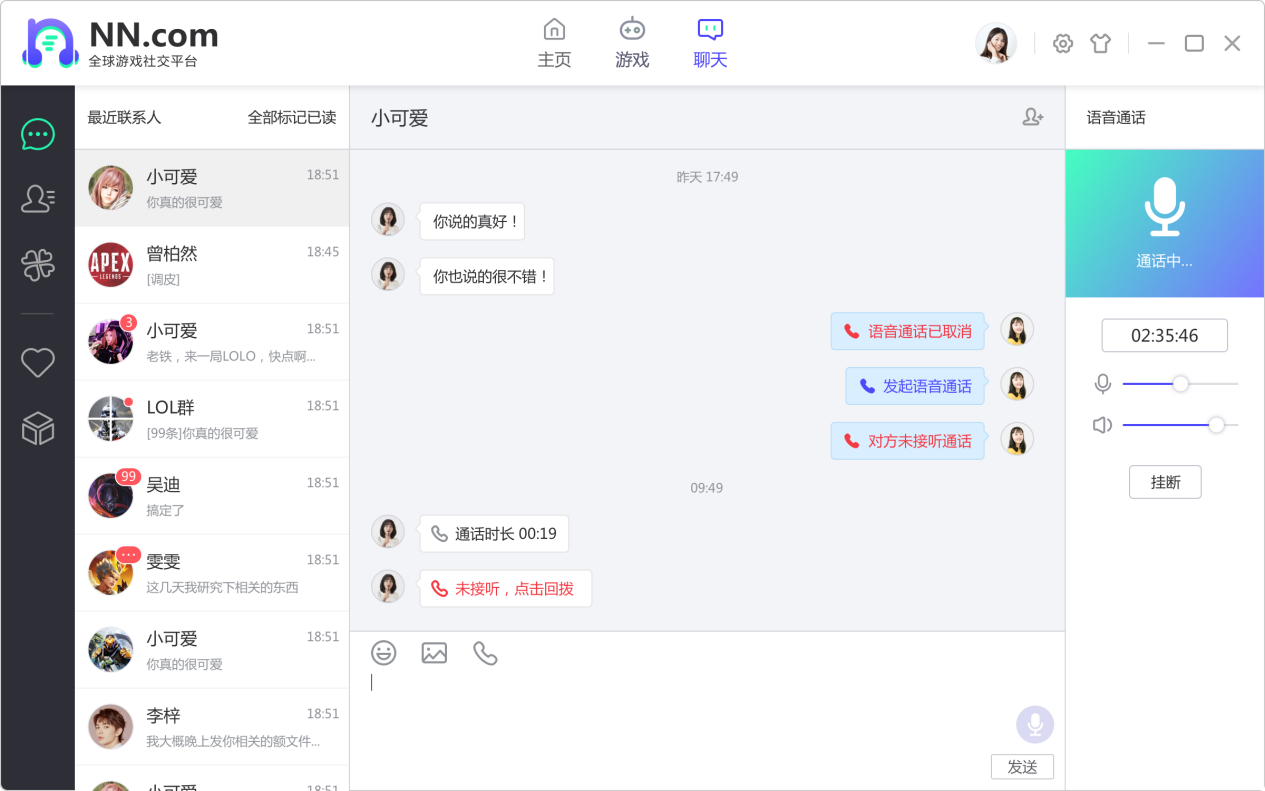 NN.com
全球游戏社交平台
主页
游戏
聊天
最近联系人
全部标记已读
小可爱
18:51
你真的很可爱
APEX
LEGENDS
曾柏然
18:45
[调皮]
3
小可爱
18:51
老铁，来一局LOLO，快点啊...
LOL群
18:51
[99条]你真的很可爱
99
吴迪
18:51
搞定了
雯雯
18:51
这几天我研究下相关的东西
小可爱
18:51
你真的很可爱
李梓
18:51
我大概晚上发你相关的额文件...
小可爱
18:51
小可爱
昨天 17:49
你说的真好！
你也说的很不错！
语音通话已取消
发起语音通话
对方未接听通话
09:49
通话时长 00:19
未接听，点击回拨
发送
语音通话
通话中...
02:35:46
挂断